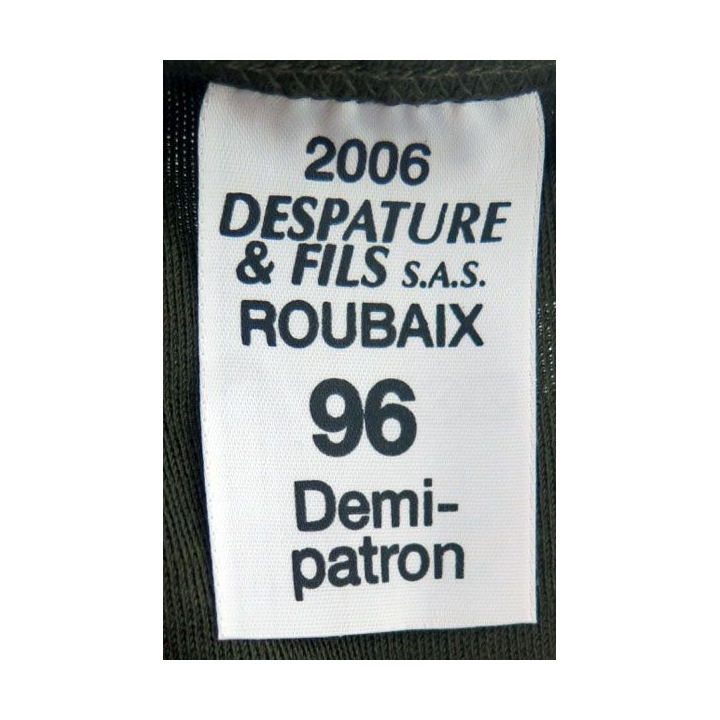 2006
DESPATURE
& FILS S.A.S.
ROUBAIX
96
Demi-
patron